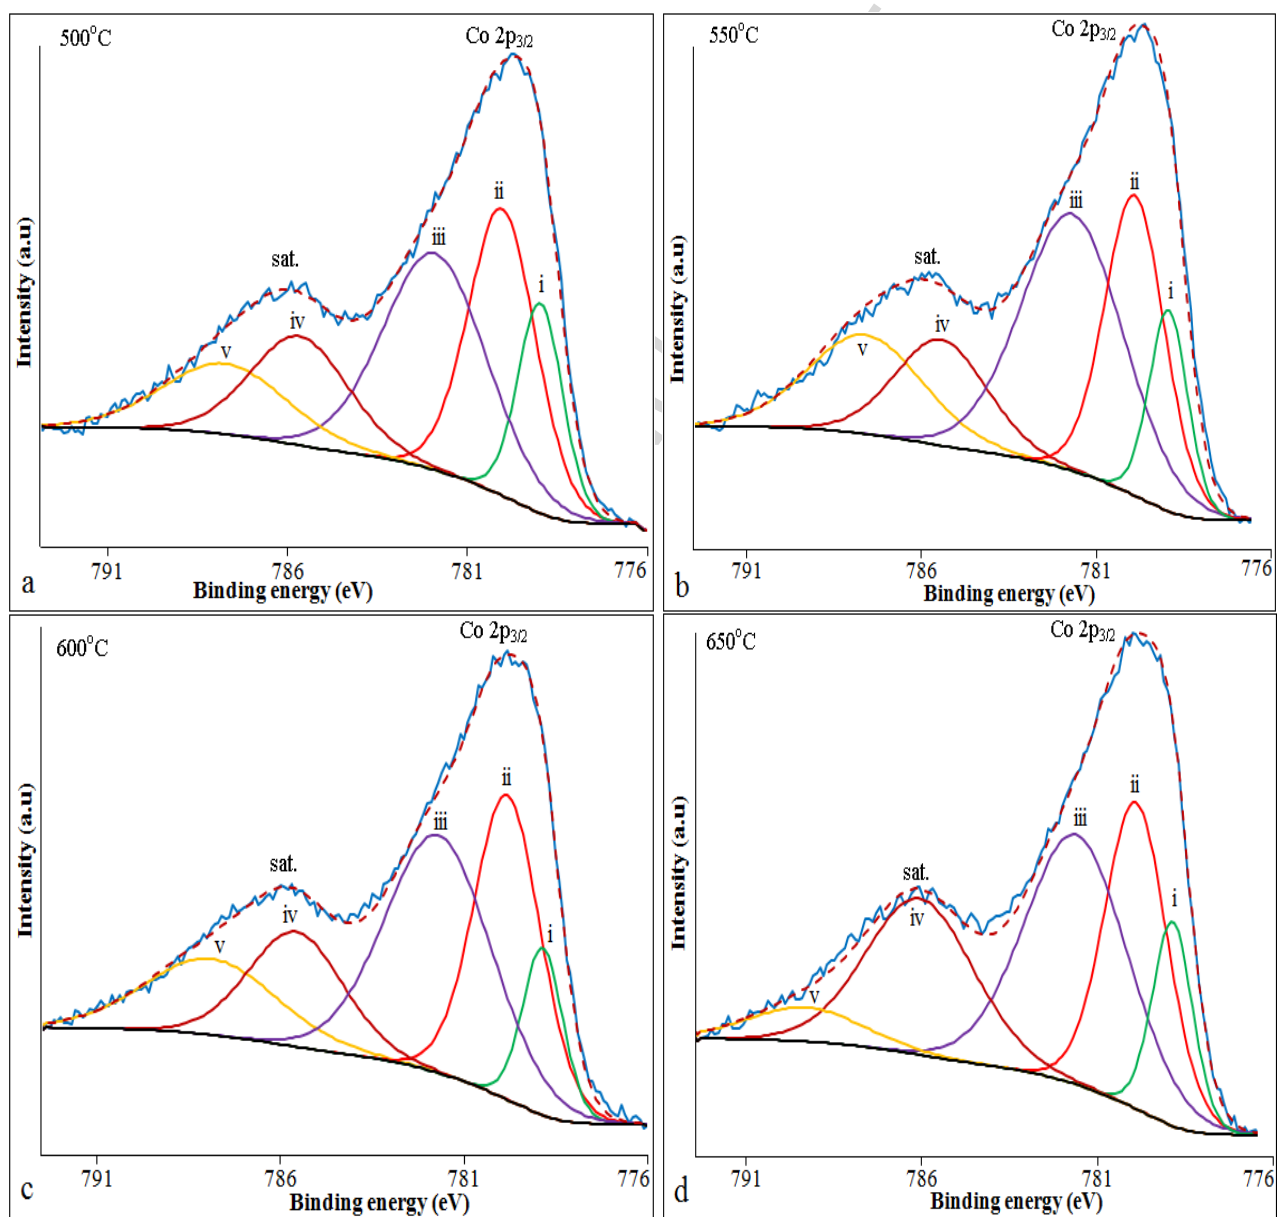 500°C
Co 2p3/2
ii
iii
i
sat.
iv
v
Intensity (a.u)
791
786
781
776
Binding energy (eV)
a
550°C
Co 2p3/2
ii
iii
i
sat.
iv
v
Intensity (a.u)
791
786
781
776
Binding energy (eV)
b
600°C
Co 2p3/2
ii
iii
i
sat.
iv
v
Intensity (a.u)
791
786
781
776
Binding energy (eV)
c
650°C
Co 2p3/2
ii
iii
i
sat.
iv
v
Intensity (a.u)
791
786
781
776
Binding energy (eV)
d